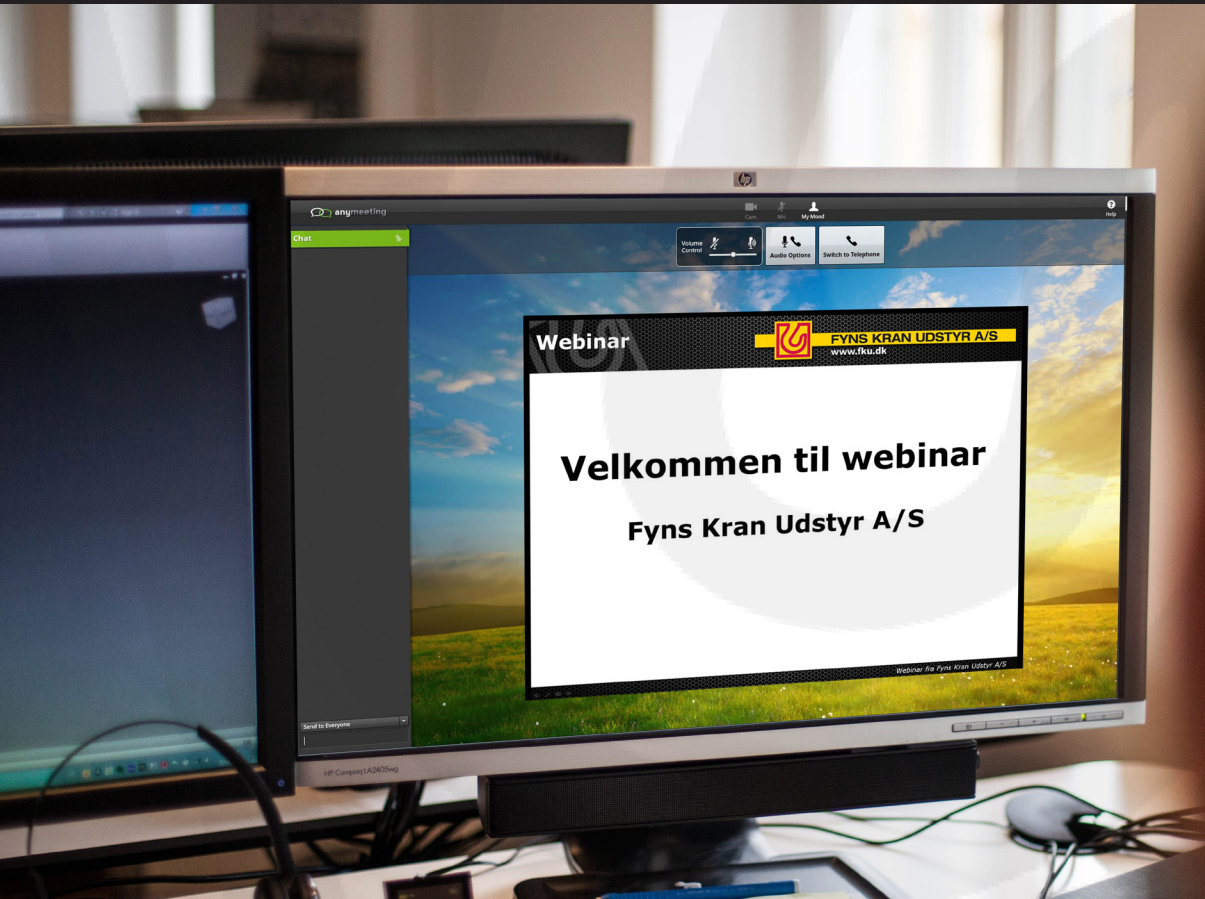 hp
anymeeting
Cam
Mic
My Mood
Help
Chat
Volume
Control
Audio Options
Switch to Telephone
Webinar
FYNS KRAN UDSTYR A/S
www.fku.dk
Velkommen til webinar
Fyns Kran Udstyr A/S
Webinar fra Fyns Kran Udstyr A/S
Send to Everyone
HP Compaq LA2405wg